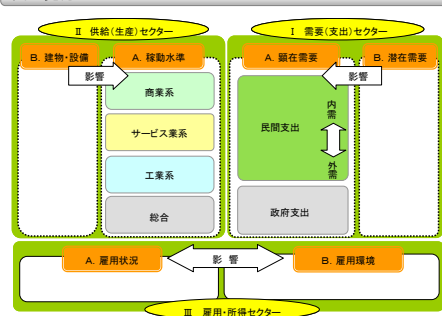 Ⅱ 供給(生産)セクター
Ⅰ 需要(支出)セクター
B. 建物・設備
A. 稼動水準
A. 顕在需要
B. 潜在需要
影響
影響
商業系
サービス業系
工業系
総合
民間支出
内需
外需
政府支出
A. 雇用状況
影 響
B. 雇用環境
Ⅲ 雇用・所得セクター